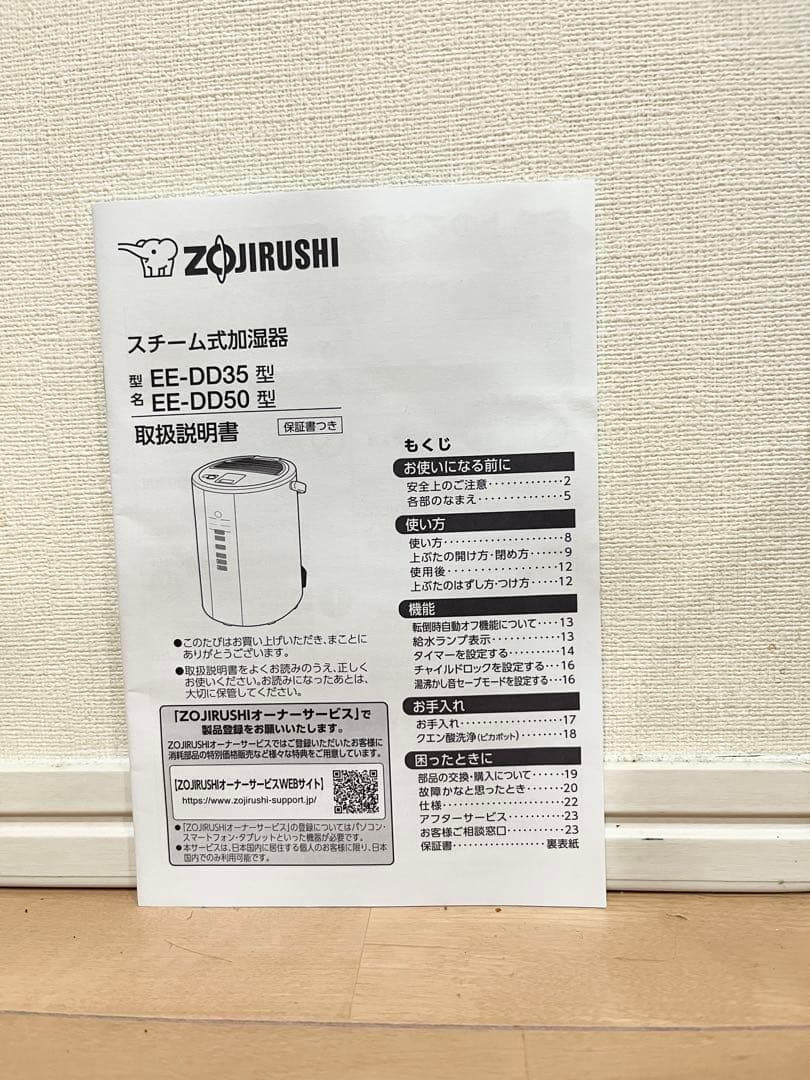 ZOJIRUSHI
スチーム式加湿器
型名 EE-DD35 型
EE-DD50 型
取扱説明書 保証書つき
●このたびはお買い上げいただき、まことに
ありがとうございます。
●取扱説明書をよくお読みのうえ、正しく
お使いください。お読みになったあとは、
大切に保管してください。
「ZOJIRUSHIオーナーサービス」で
製品登録をお願いいたします。
ZOJIRUSHIオーナーサービスではご登録いただいたお客様に
消耗部品の特別価格販売など様々な特典をご用意しています。
【ZOJIRUSHIオーナーサービスWEBサイト】
https://www.zojirushi-support.jp/
●「ZOJIRUSHIオーナーサービス」の登録についてはパソコン・
スマートフォン・タブレットといった機器が必要です。
●本サービスは、日本国内に居住する個人のお客様に限り、日本
国内でのみ利用可能です。
もくじ
お使いになる前に
安全上のご注意‥‥‥‥‥‥2
各部のなまえ‥‥‥‥‥‥‥5
使い方
使い方‥‥‥‥‥‥‥‥‥‥8
上ぶたの開け方・閉め方‥‥‥9
使用後‥‥‥‥‥‥‥‥‥12
上ぶたのはずし方・つけ方‥‥12
機能
転倒時自動オフ機能について‥‥13
給水ランプ表示‥‥‥‥‥‥13
タイマーを設定する‥‥‥‥14
チャイルドロックを設定する‥‥16
湯沸かし音セーブモードを設定する‥‥16
お手入れ
お手入れ‥‥‥‥‥‥‥‥17
クエン酸洗浄(ピカポット)‥‥‥18
困ったときに
部品の交換・購入について‥‥‥19
故障かなと思ったとき‥‥‥20
仕様‥‥‥‥‥‥‥‥‥‥22
アフターサービス‥‥‥‥‥23
お客様ご相談窓口‥‥‥‥‥23
保証書‥‥‥‥‥‥‥‥裏表紙